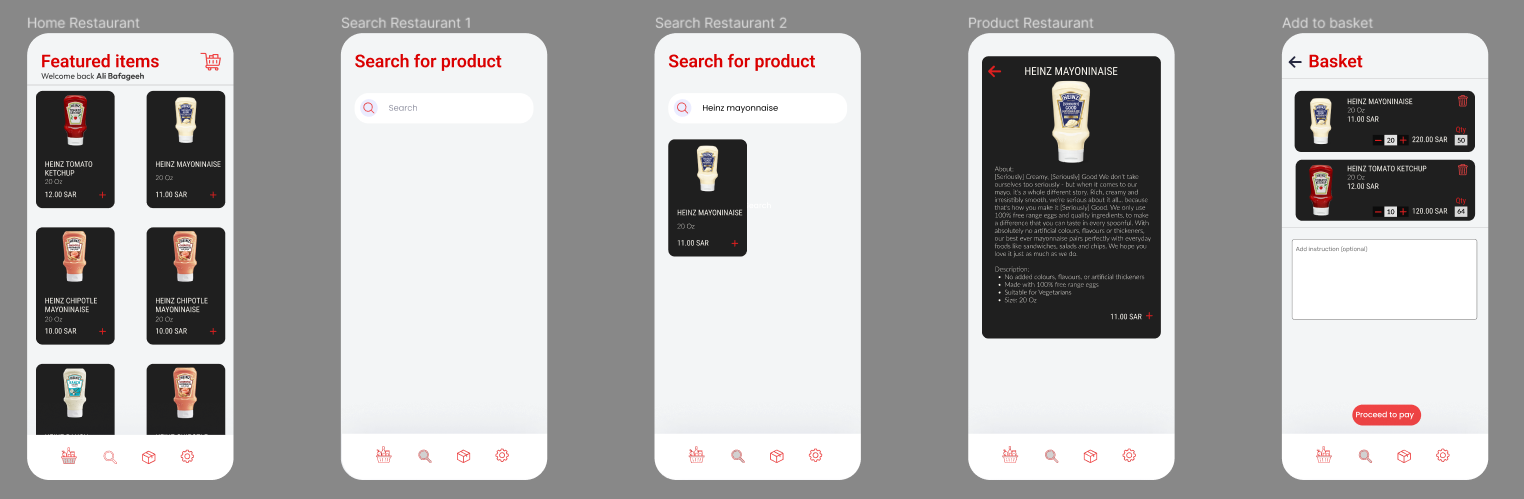 Home Restaurant
Featured items
Welcome back Ali Bafageeh
HEINZ TOMATO
KETCHUP
20 Oz
12.00 SAR +
HEINZ MAYONINAISE
20 Oz
11.00 SAR +
HEINZ CHIPOTLE
MAYONINAISE
20 Oz
10.00 SAR +
HEINZ CHIPOTLE
MAYONINAISE
20 Oz
10.00 SAR +
Search Restaurant 1
Search for product
Search
Search Restaurant 2
Search for product
Heinz mayonnaise
HEINZ MAYONINAISE
20 Oz
11.00 SAR +
Product Restaurant
HEINZ MAYONINAISE
HEINZ
SERIOUSLY
GOOD
About:
[Seriously] Creamy, [Seriously] Good We don't take
ourselves too seriously - but when it comes to our
mayo, it's a whole different story. Rich, creamy and
irresistibly smooth, we're serious about it all... because
that's how you make it [Seriously] Good. We only use
100% free range eggs and quality ingredients, to make
a difference that you can taste in every spoonful. With
absolutely no artificial colours, flavours or thickeners,
our best ever mayonnaise pairs perfectly with everyday
foods like sandwiches, salads and chips. We hope you
love it just as much as we do.
Description:
• No added colours, flavours, or artificial thickeners
• Made with 100% free range eggs
• Suitable for Vegetarians
• Size: 20 Oz
11.00 SAR +
Add to basket
Basket
HEINZ MAYONINAISE
20 Oz
11.00 SAR
Qty
− 20 + 220.00 SAR 50
HEINZ TOMATO KETCHUP
20 Oz
12.00 SAR
Qty
− 10 + 120.00 SAR 64
Add instruction (optional)
Proceed to pay